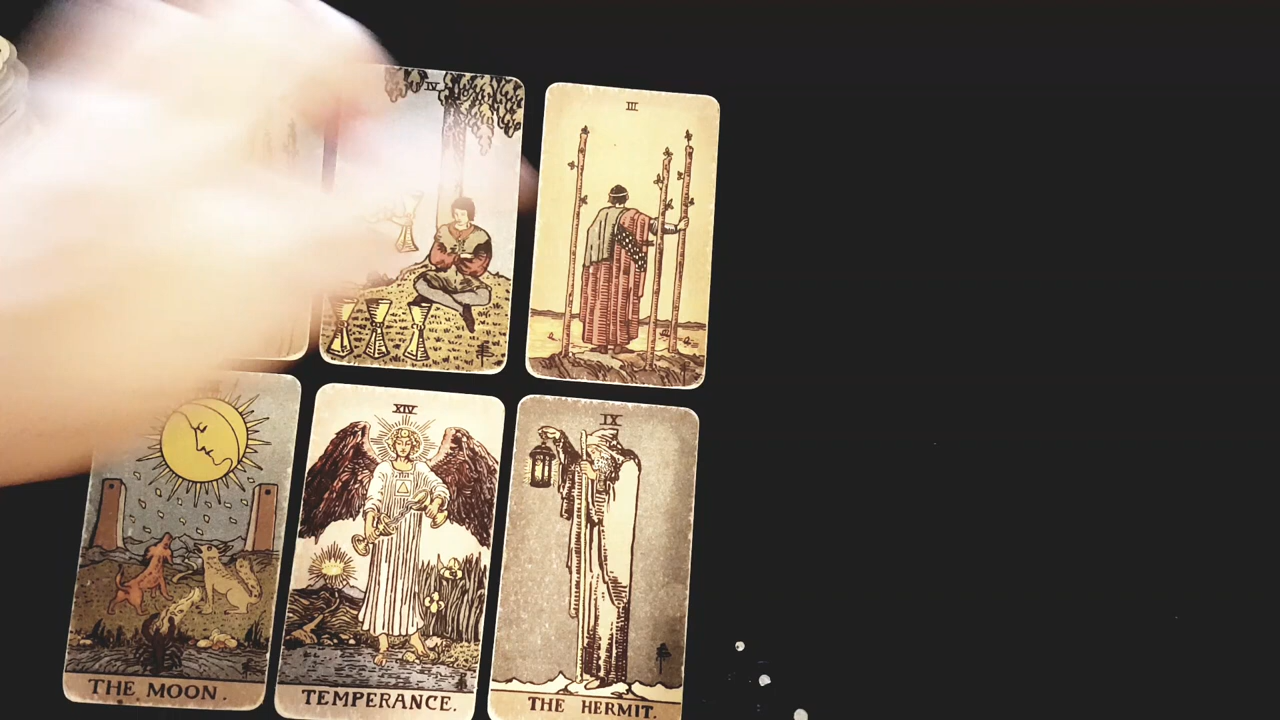 IV
III
XIV
IX
THE MOON.
TEMPERANCE.
THE HERMIT.